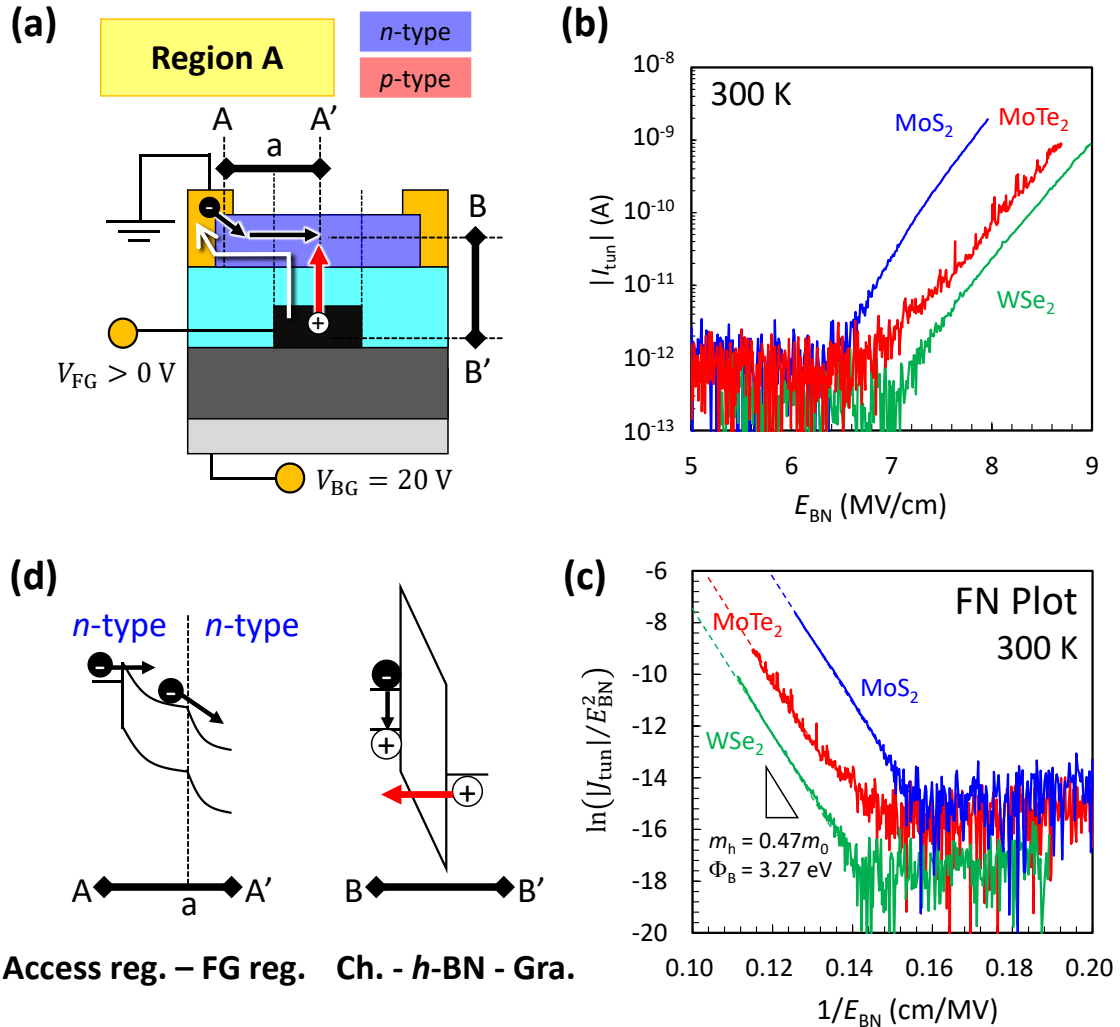 (a)
Region A
n-type
p-type
A
A’
a
B
B’
-
+
V_FG > 0 V
V_BG = 20 V
(b)
300 K
MoS₂
MoTe₂
WSe₂
10⁻⁸
10⁻⁹
10⁻¹⁰
10⁻¹¹
10⁻¹²
10⁻¹³
|I_tun| (A)
5 6 7 8 9
E_BN (MV/cm)
(d)
n-type n-type
-
-
A a A’
Access reg. – FG reg.
-
+
+
B B’
Ch. - h-BN - Gra.
(c)
FN Plot
300 K
MoTe₂
MoS₂
WSe₂
m_h = 0.47m₀
Φ_B = 3.27 eV
-6
-8
-10
-12
-14
-16
-18
-20
ln(|J_tun|/E²_BN)
0.10 0.12 0.14 0.16 0.18 0.20
1/E_BN (cm/MV)